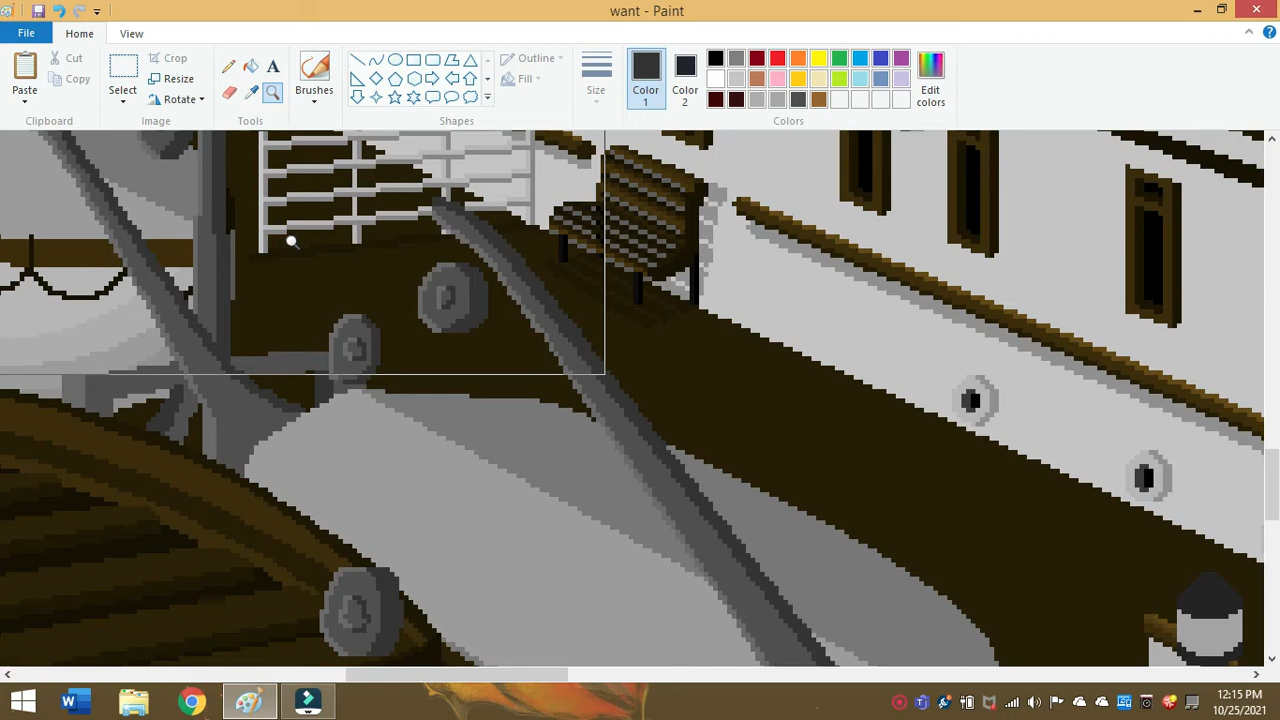 want - Paint
File
Home
View
Paste
Cut
Copy
Clipboard
Select
Crop
Resize
Rotate
Image
A
Tools
Brushes
Outline
Fill
Shapes
Size
Color 1
Color 2
Edit colors
Colors
12:15 PM
10/25/2021